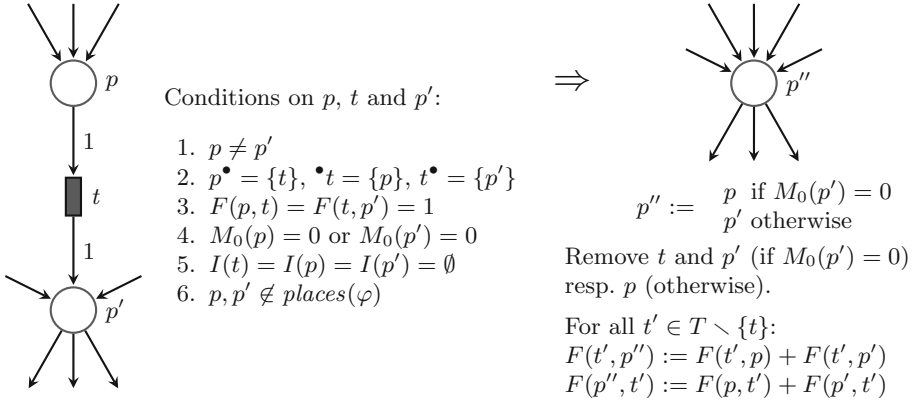 p
1
t
1
p′
Conditions on p, t and p′:
1. p ≠ p′
2. p• = {t}, •t = {p}, t• = {p′}
3. F(p, t) = F(t, p′) = 1
4. M₀(p) = 0 or M₀(p′) = 0
5. I(t) = I(p) = I(p′) = ∅
6. p, p′ ∉ places(φ)
⇒
p″
p″ := p if M₀(p′) = 0
p′ otherwise
Remove t and p′ (if M₀(p′) = 0)
resp. p (otherwise).
For all t′ ∈ T ∖ {t}:
F(t′, p″) := F(t′, p) + F(t′, p′)
F(p″, t′) := F(p, t′) + F(p′, t′)